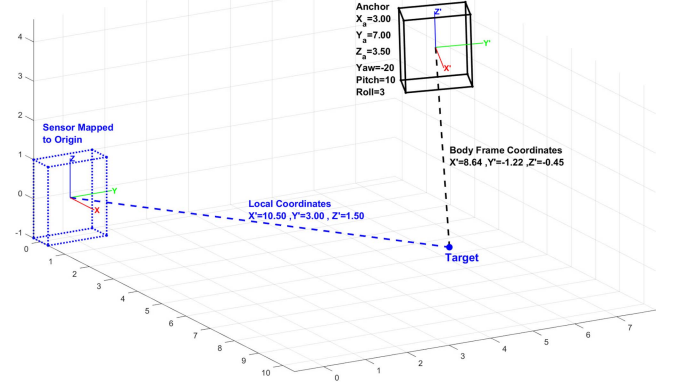 Anchor
X_a=3.00
Y_a=7.00
Z_a=3.50
Yaw=-20
Pitch=10
Roll=3
Z'
Y'
X'
4
3
2
1
0
-1
Sensor Mapped
to Origin
Z
Y
X
Body Frame Coordinates
X'=8.64 ,Y'=-1.22 ,Z'=-0.45
Local Coordinates
X'=10.50 ,Y'=3.00 , Z'=1.50
Target
0
1
2
3
4
5
6
7
8
9
10
0
1
2
3
4
5
6
7